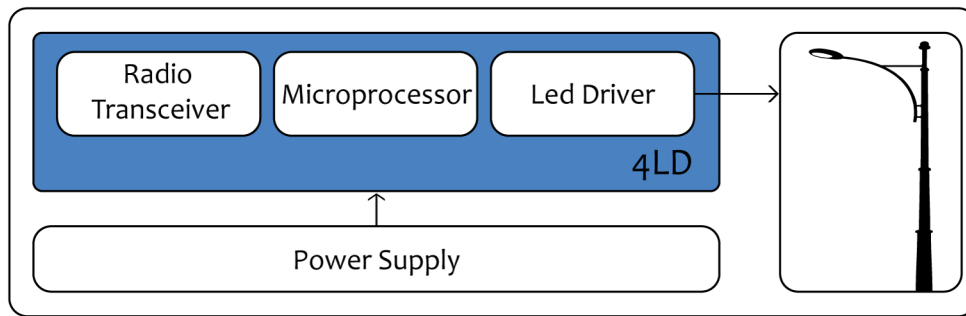 Radio
Transceiver
Microprocessor
Led Driver
4LD
Power Supply